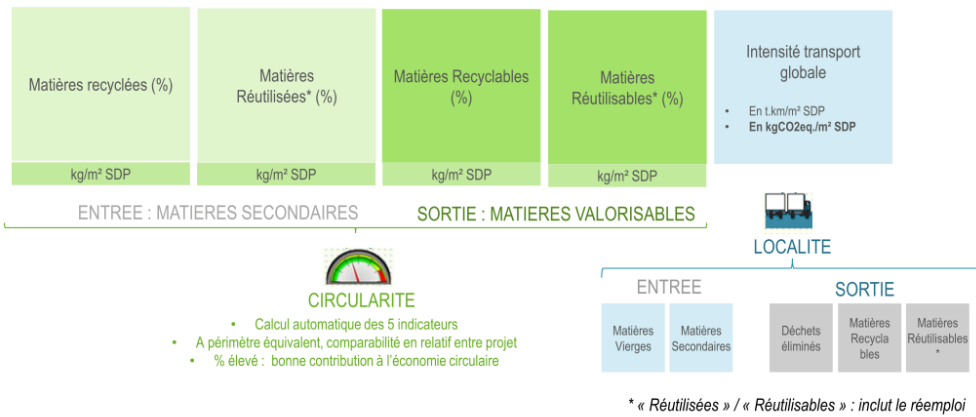 Matières recyclées (%)
kg/m² SDP
Matières
Réutilisées* (%)
kg/m² SDP
Matières Recyclables
(%)
kg/m² SDP
Matières
Réutilisables* (%)
kg/m² SDP
Intensité transport
globale
• En t.km/m² SDP
• En kgCO2eq./m² SDP
ENTREE : MATIERES SECONDAIRES
SORTIE : MATIERES VALORISABLES
CIRCULARITE
• Calcul automatique des 5 indicateurs
• A périmètre équivalent, comparabilité en relatif entre projet
• % élevé : bonne contribution à l'économie circulaire
LOCALITE
ENTREE
Matières
Vierges
Matières
Secondaires
SORTIE
Déchets
éliminés
Matières
Recycla
bles
Matières
Réutilisables
*
* « Réutilisées » / « Réutilisables » : inclut le réemploi